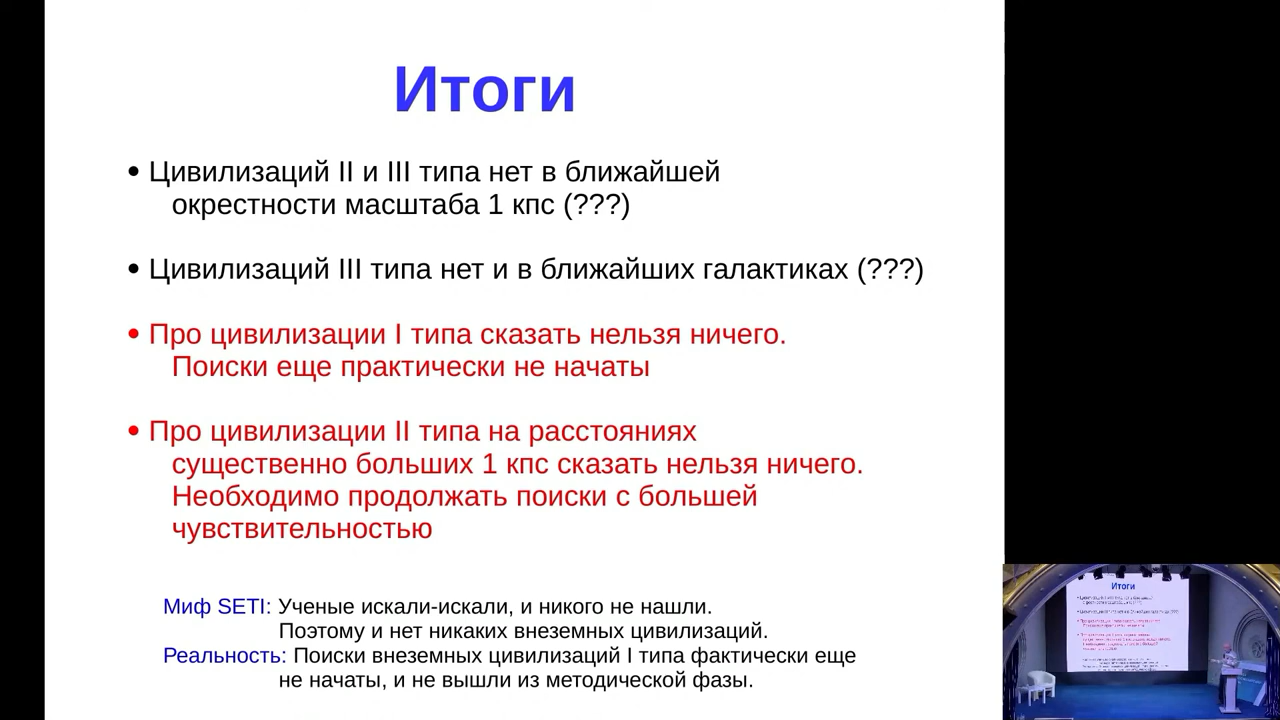 Итоги
• Цивилизаций II и III типа нет в ближайшей
окрестности масштаба 1 кпс (???)
• Цивилизаций III типа нет и в ближайших галактиках (???)
• Про цивилизации I типа сказать нельзя ничего.
Поиски еще практически не начаты
• Про цивилизации II типа на расстояниях
существенно больших 1 кпс сказать нельзя ничего.
Необходимо продолжать поиски с большей
чувствительностью
Миф SETI: Ученые искали-искали, и никого не нашли.
Поэтому и нет никаких внеземных цивилизаций.
Реальность: Поиски внеземных цивилизаций I типа фактически еще
не начаты, и не вышли из методической фазы.
Итоги